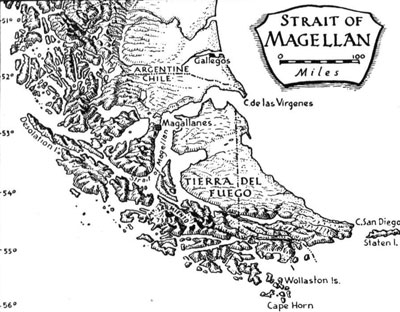 STRAIT OF
MAGELLAN
0 100
Miles
-51°
Gallegos
ARGENTINE
CHILE
-52°
C. de las Virgenes
Magallanes
-53°
Desolation I.
Magellan
TIERRA DEL
FUEGO
-54°
C. San Diego
Staten I.
-55°
Wollaston Is.
-56°
Cape Horn